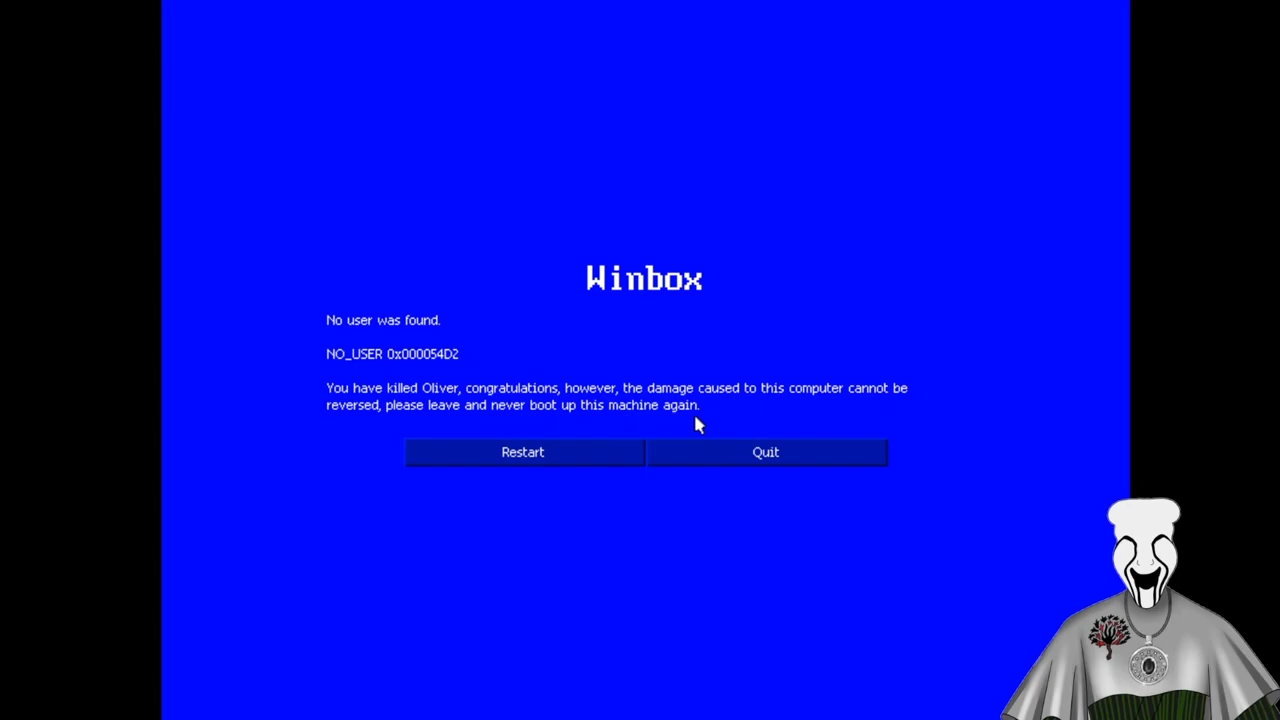 Winbox
No user was found.
NO_USER 0x000054D2
You have killed Oliver, congratulations, however, the damage caused to this computer cannot be
reversed, please leave and never boot up this machine again.
Restart
Quit